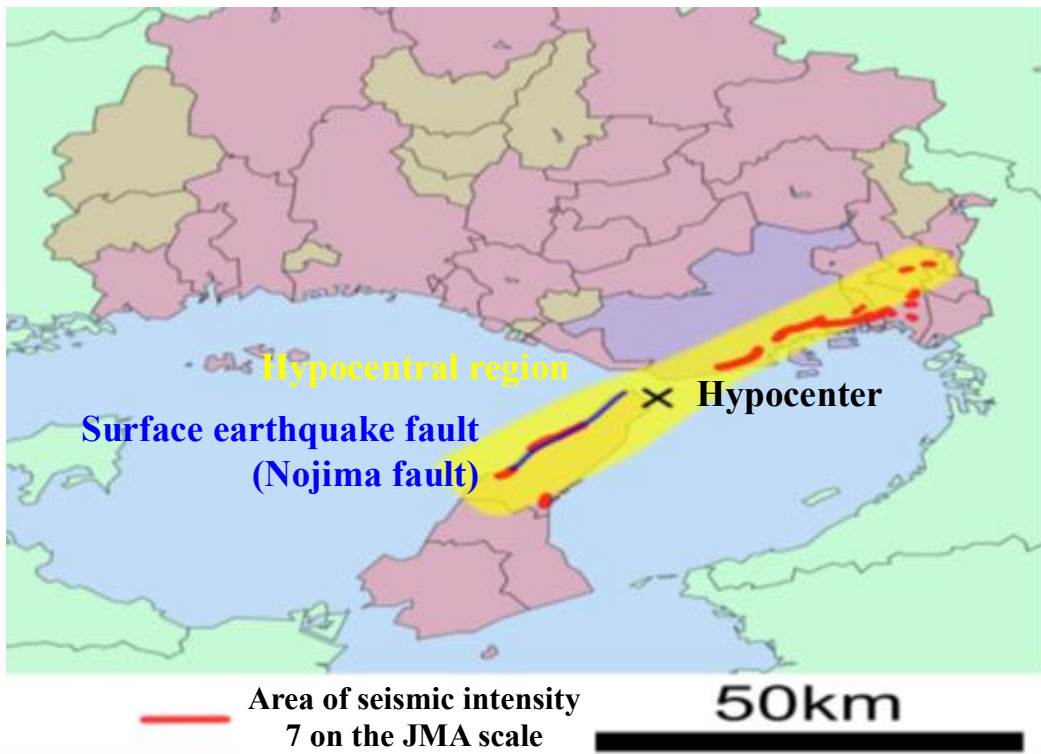 Hypocentral region
Hypocenter
Surface earthquake fault
(Nojima fault)
Area of seismic intensity
7 on the JMA scale
50km